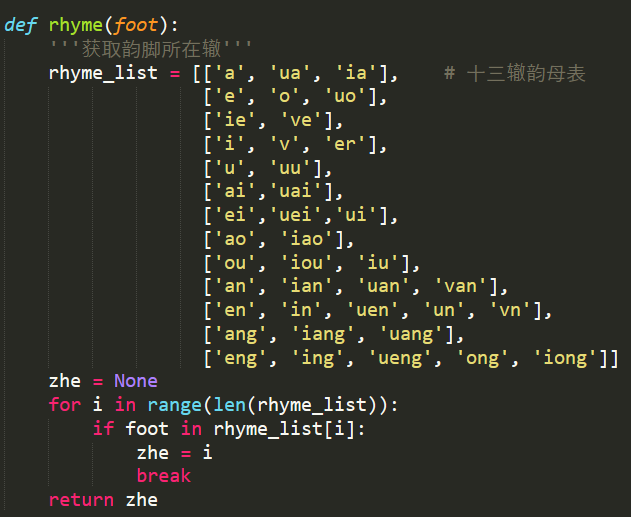 def rhyme(foot):
    '''获取韵脚所在辙'''
    rhyme_list = [['a', 'ua', 'ia'],    # 十三辙韵母表
                  ['e', 'o', 'uo'],
                  ['ie', 've'],
                  ['i', 'v', 'er'],
                  ['u', 'uu'],
                  ['ai','uai'],
                  ['ei','uei','ui'],
                  ['ao', 'iao'],
                  ['ou', 'iou', 'iu'],
                  ['an', 'ian', 'uan', 'van'],
                  ['en', 'in', 'uen', 'un', 'vn'],
                  ['ang', 'iang', 'uang'],
                  ['eng', 'ing', 'ueng', 'ong', 'iong']]
    zhe = None
    for i in range(len(rhyme_list)):
        if foot in rhyme_list[i]:
            zhe = i
            break
    return zhe